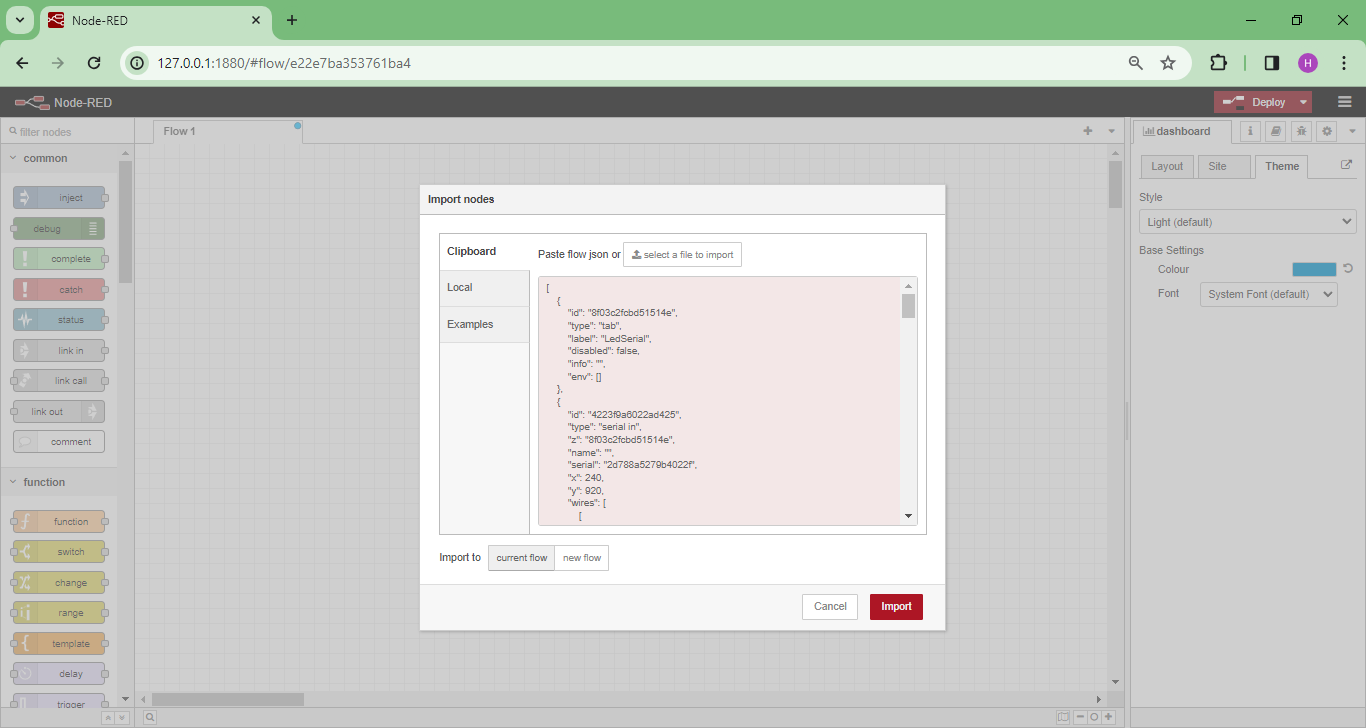 Node-RED
127.0.0.1:1880/#flow/e22e7ba353761ba4
H
Node-RED
Deploy
filter nodes
Flow 1
dashboard
common
inject
debug
complete
catch
status
link in
link call
link out
comment
function
function
switch
change
range
template
delay
trigger
Import nodes
Clipboard
Local
Examples
Paste flow json or select a file to import
[
{
"id": "8f03c2fcbd51514e",
"type": "tab",
"label": "LedSerial",
"disabled": false,
"info": "",
"env": []
},
{
"id": "4223f9a6022ad425",
"type": "serial in",
"z": "8f03c2fcbd51514e",
"name": "",
"serial": "2d788a5279b4022f",
"x": 240,
"y": 920,
"wires": [
[
Import to current flow new flow
Cancel Import
Layout Site Theme
Style
Light (default)
Base Settings
Colour
Font System Font (default)